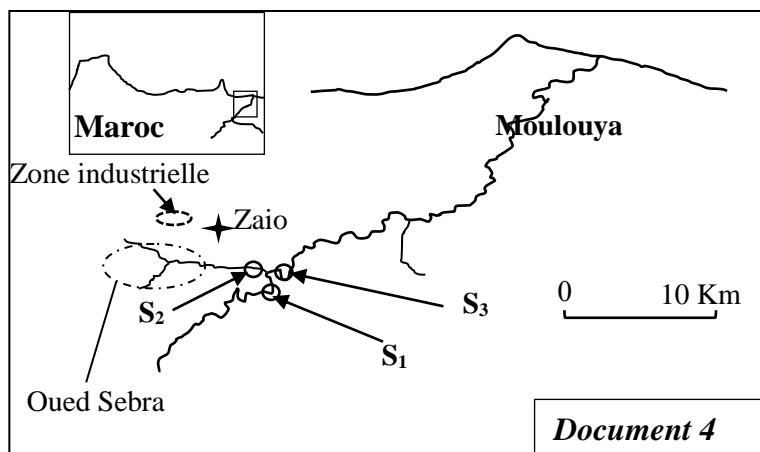 Maroc
Moulouya
Zone industrielle
Zaio
S₂
S₃
S₁
0 10 Km
Oued Sebra
Document 4